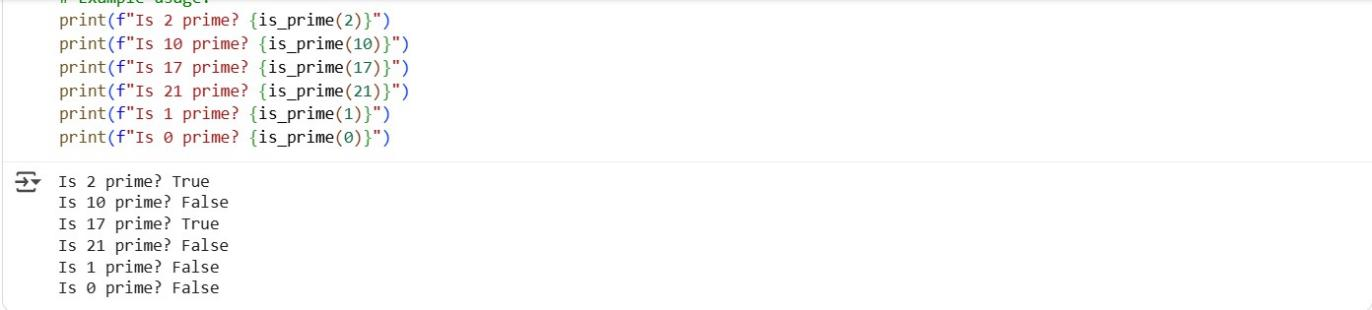 # Example usage:
print(f"Is 2 prime? {is_prime(2)}")
print(f"Is 10 prime? {is_prime(10)}")
print(f"Is 17 prime? {is_prime(17)}")
print(f"Is 21 prime? {is_prime(21)}")
print(f"Is 1 prime? {is_prime(1)}")
print(f"Is 0 prime? {is_prime(0)}")
Is 2 prime? True
Is 10 prime? False
Is 17 prime? True
Is 21 prime? False
Is 1 prime? False
Is 0 prime? False